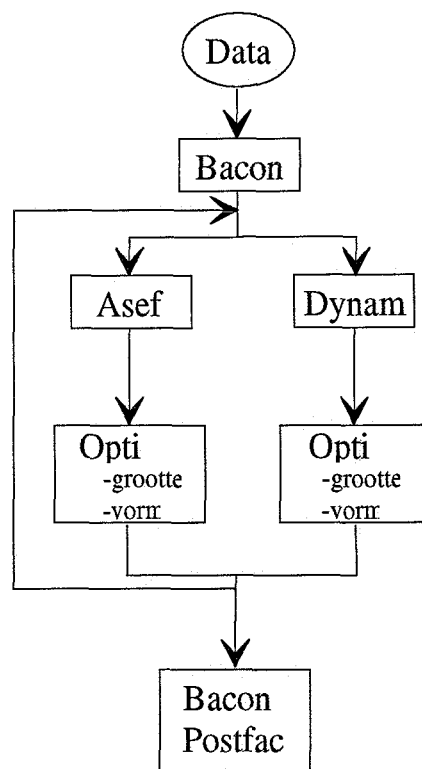 Data
Bacon
Asef
Dynam
Opti
-grootte
-vorm
Opti
-grootte
-vorm
Bacon
Postfac